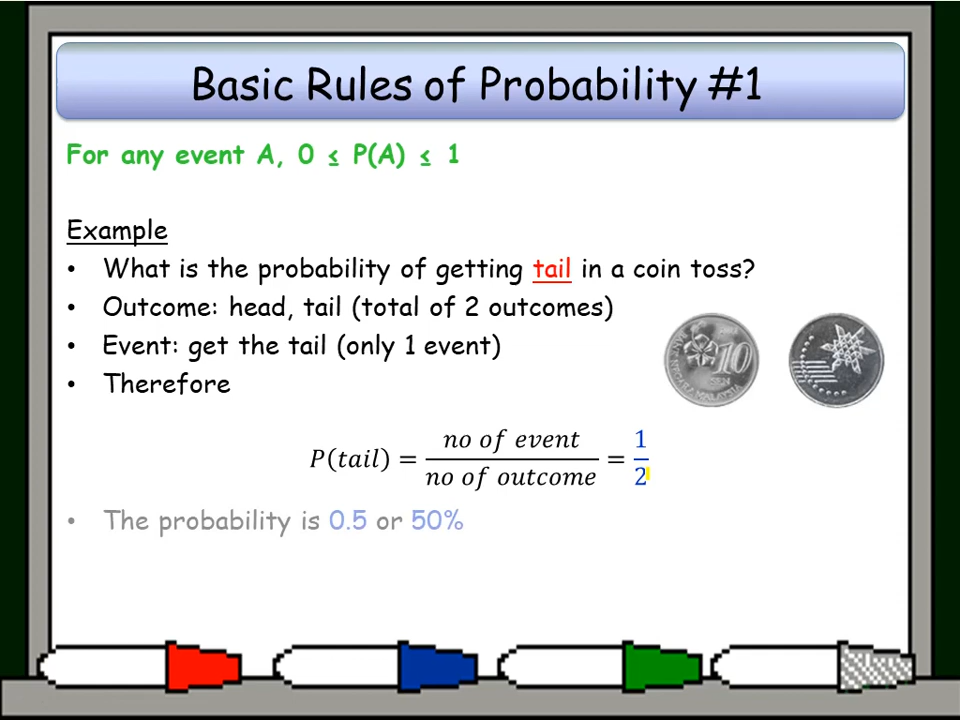 Basic Rules of Probability #1
For any event A, 0 ≤ P(A) ≤ 1
Example
• What is the probability of getting tail in a coin toss?
• Outcome: head, tail (total of 2 outcomes)
• Event: get the tail (only 1 event)
• Therefore
10
P(tail) = no of event / no of outcome = 1/2
• The probability is 0.5 or 50%